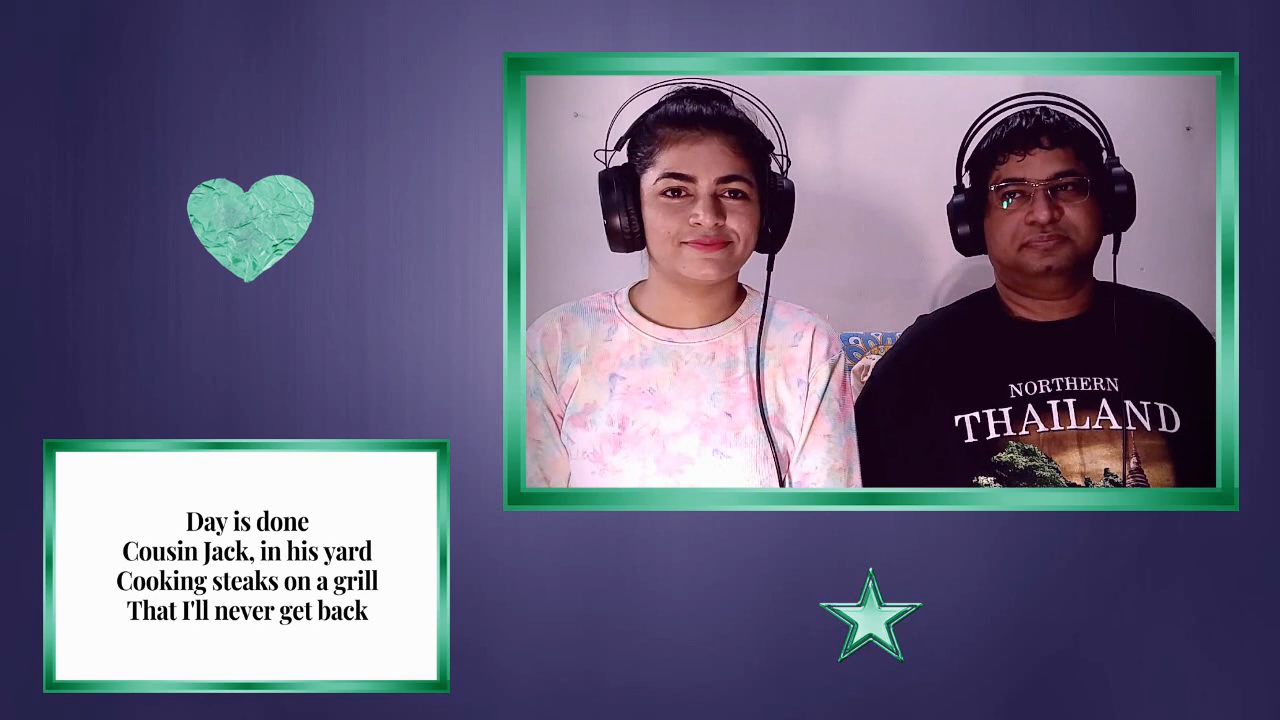 Day is done
Cousin Jack, in his yard
Cooking steaks on a grill
That I'll never get back
NORTHERN
THAILAND